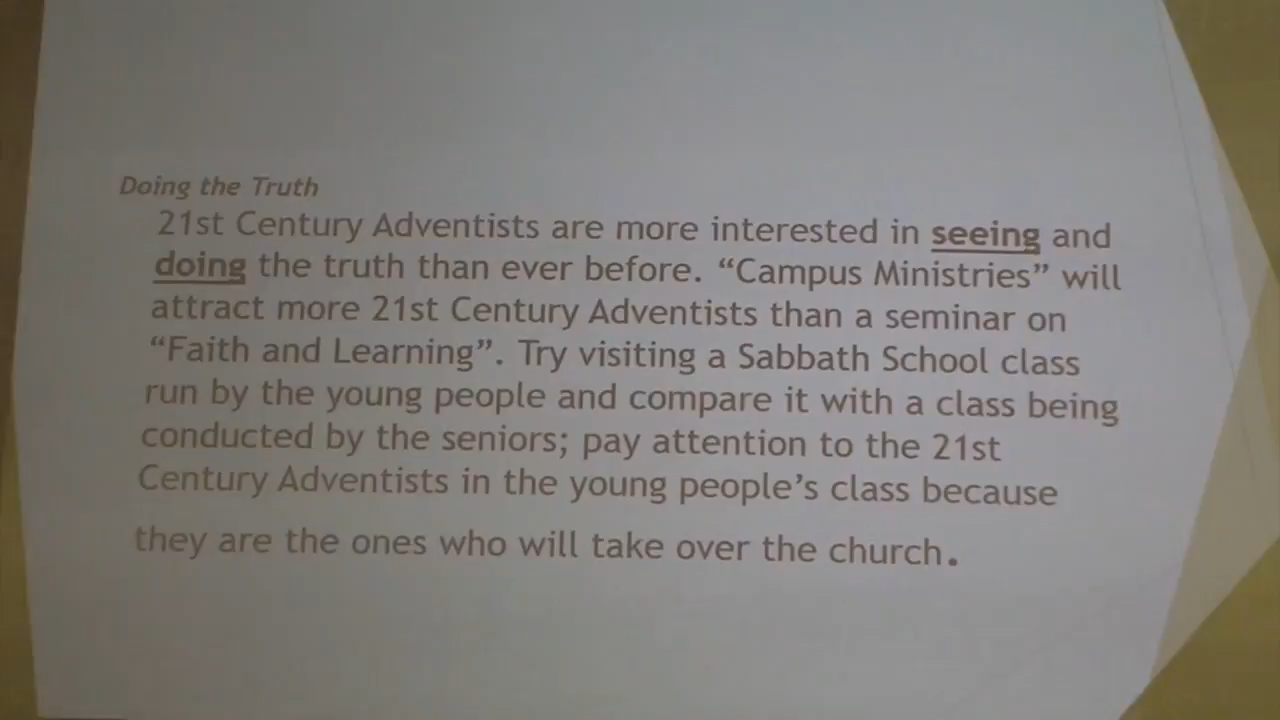 Doing the Truth
21st Century Adventists are more interested in seeing and
doing the truth than ever before. “Campus Ministries” will
attract more 21st Century Adventists than a seminar on
“Faith and Learning”. Try visiting a Sabbath School class
run by the young people and compare it with a class being
conducted by the seniors; pay attention to the 21st
Century Adventists in the young people’s class because
they are the ones who will take over the church.